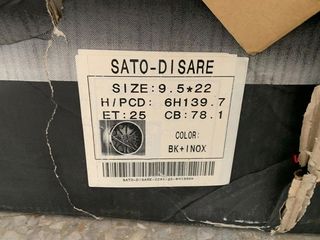 SATO-DISARE
SIZE:9.5*22
H/PCD: 6H139.7
ET:25 CB:78.1
COLOR:
BK+INOX